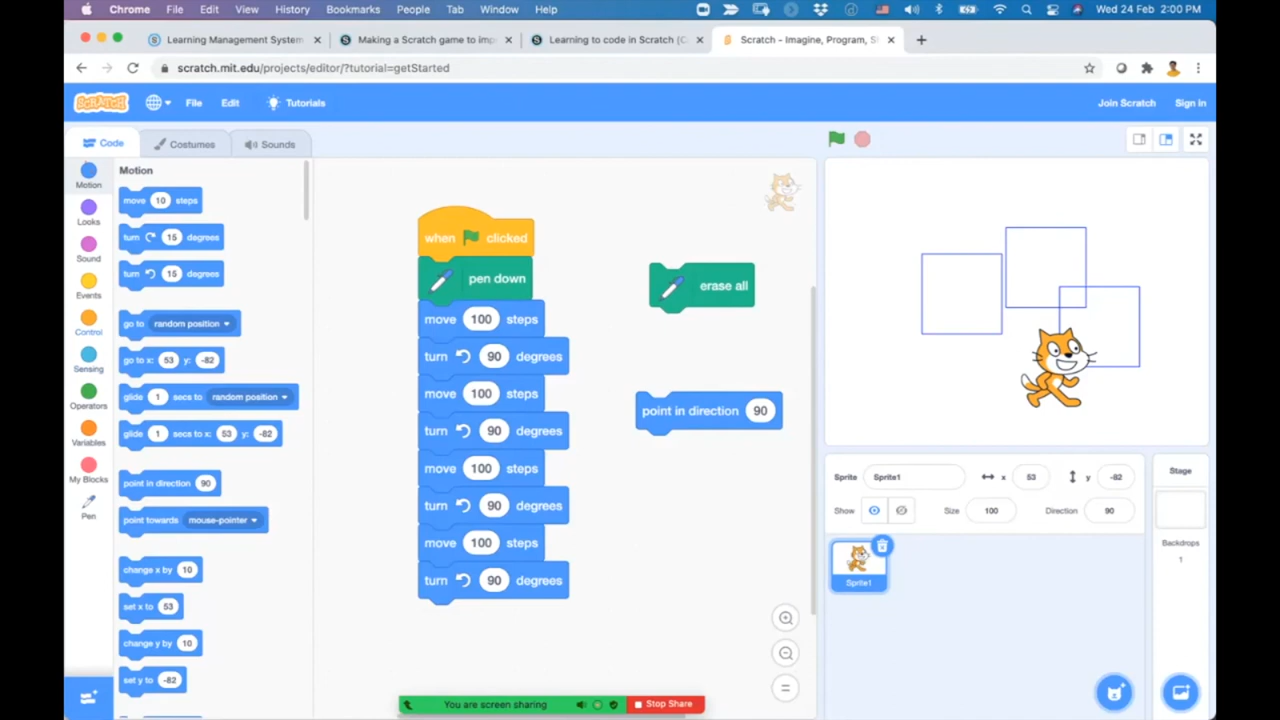 Chrome File Edit View History Bookmarks People Tab Window Help Wed 24 Feb 2:00 PM
Learning Management System Making a Scratch game to imp Learning to code in Scratch (C Scratch - Imagine, Program, S
scratch.mit.edu/projects/editor/?tutorial=getStarted
SCRATCH File Edit Tutorials Join Scratch Sign in
Code Costumes Sounds
Motion
Looks
Sound
Events
Control
Sensing
Operators
Variables
My Blocks
Pen
Motion
move 10 steps
turn 15 degrees
turn 15 degrees
go to random position
go to x: 53 y: -82
glide 1 secs to random position
glide 1 secs to x: 53 y: -82
point in direction 90
point towards mouse-pointer
change x by 10
set x to 53
change y by 10
set y to -82
when clicked
pen down
move 100 steps
turn 90 degrees
move 100 steps
turn 90 degrees
move 100 steps
turn 90 degrees
move 100 steps
turn 90 degrees
erase all
point in direction 90
Sprite Sprite1 x 53 y -82
Show Size 100 Direction 90
Sprite1
Stage
Backdrops
1
You are screen sharing Stop Share